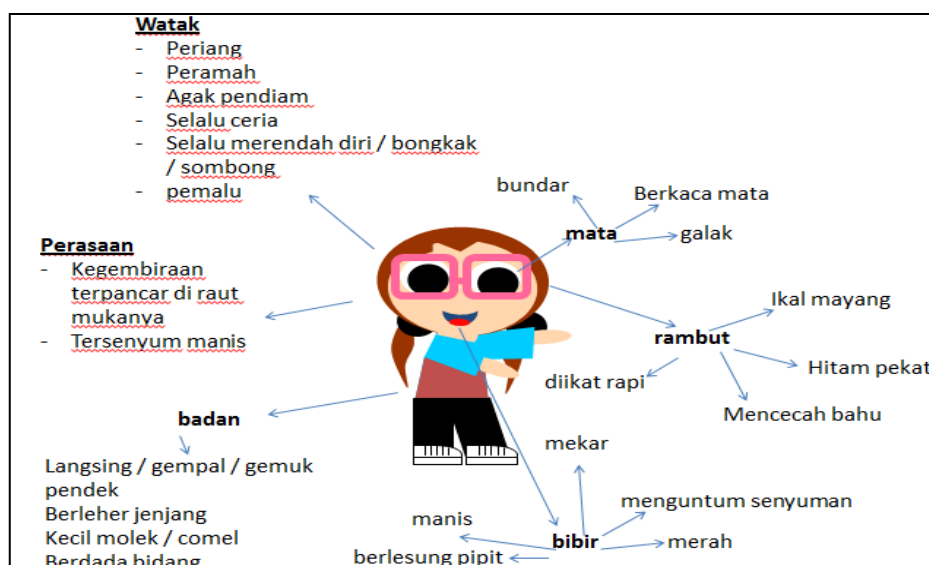 Watak
- Periang
- Peramah
- Agak pendiam
- Selalu ceria
- Selalu merendah diri / bongkak
/ sombong
- pemalu
Perasaan
- Kegembiraan
terpancar di raut
mukanya
- Tersenyum manis
badan
Langsing / gempal / gemuk
pendek
Berleher jenjang
Kecil molek / comel
Berdada bidang
bundar
Berkaca mata
mata
galak
Ikal mayang
rambut
Hitam pekat
diikat rapi
Mencecah bahu
mekar
menguntum senyuman
manis
bibir
merah
berlesung pipit